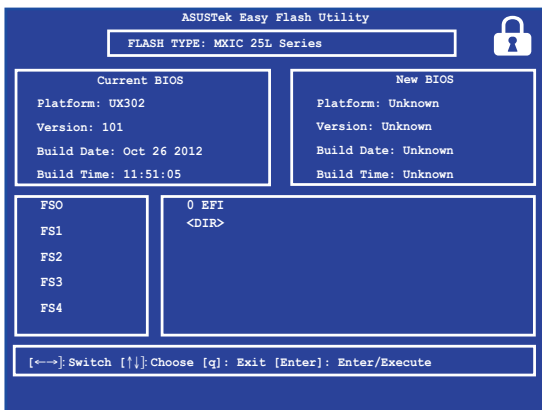 ASUSTek Easy Flash Utility
FLASH TYPE: MXIC 25L Series
Current BIOS
Platform: UX302
Version: 101
Build Date: Oct 26 2012
Build Time: 11:51:05
New BIOS
Platform: Unknown
Version: Unknown
Build Date: Unknown
Build Time: Unknown
FSO
FS1
FS2
FS3
FS4
0 EFI
<DIR>
[←→]: Switch [↑↓]: Choose [q]: Exit [Enter]: Enter/Execute